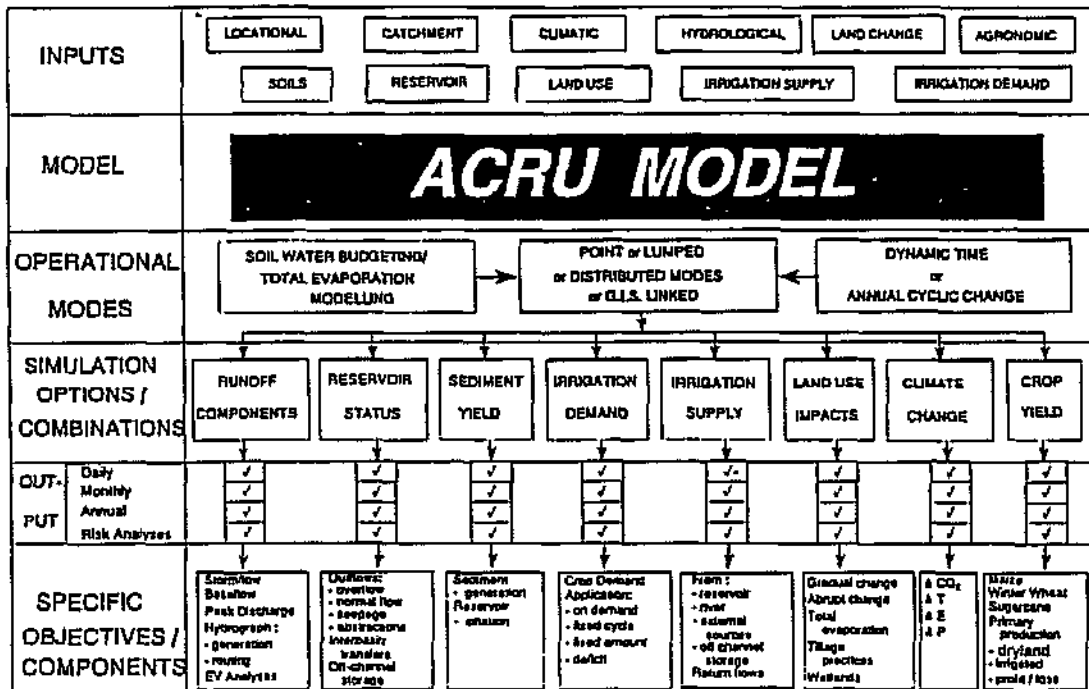 INPUTS
LOCATIONAL
CATCHMENT
CLIMATIC
HYDROLOGICAL
LAND CHANGE
AGRONOMIC
SOILS
RESERVOIR
LAND USE
IRRIGATION SUPPLY
IRRIGATION DEMAND
MODEL
ACRU MODEL
OPERATIONAL
MODES
SOIL WATER BUDGETING/
TOTAL EVAPORATION
MODELLING
POINT or LUMPED
or DISTRIBUTED MODES
or G.I.S. LINKED
DYNAMIC TIME
or
ANNUAL CYCLIC CHANGE
SIMULATION
OPTIONS /
COMBINATIONS
RUNOFF
COMPONENTS
RESERVOIR
STATUS
SEDIMENT
YIELD
IRRIGATION
DEMAND
IRRIGATION
SUPPLY
LAND USE
IMPACTS
CLIMATE
CHANGE
CROP
YIELD
OUT-
PUT
Daily
Monthly
Annual
Risk Analyses
SPECIFIC
OBJECTIVES /
COMPONENTS
Stormflow
Baseflow
Peak Discharge
Hydrograph :
- generation
- routing
EV Analyses
Outflows:
- overflow
- normal flow
- seepage
- abstractions
Interbasin
transfers
Off-channel
storage
Sediment
- generation
Reservoir
Crop Demand
Application:
- on demand
- fixed cycle
- fixed amount
- deficit
From :
- reservoir
- river
- external
sources
- off channel
storage
Return flows
Gradual change
Abrupt change
Total
evaporation
Tillage
practices
Wetlands
Δ CO₂
Δ T
Δ E
Δ P
Maize
Winter Wheat
Sugarcane
Primary
production
- dryland
- Irrigated
- profit / loss